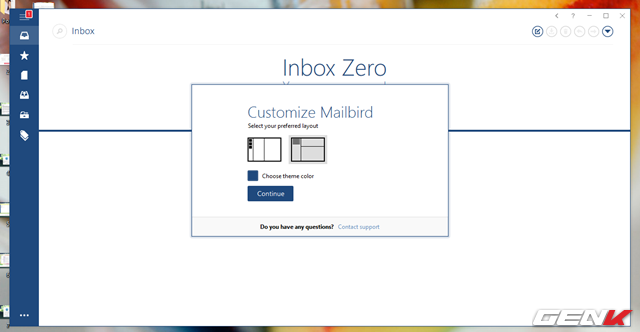 Inbox
Inbox Zero
Customize Mailbird
Select your preferred layout
Choose theme color
Continue
Do you have any questions? Contact support
GENK